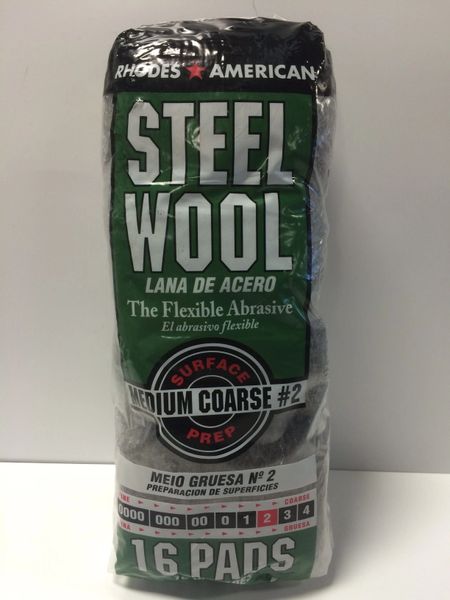 RHODES ★ AMERICAN
STEEL
WOOL
LANA DE ACERO
The Flexible Abrasive
El abrasivo flexible
SURFACE
MEDIUM COARSE #2
PREP
MEIO GRUESA Nº 2
PREPARACION DE SUPERFICIES
COARSE
0000 000 00 0 1 2 3 4
GRUESA
16 PADS